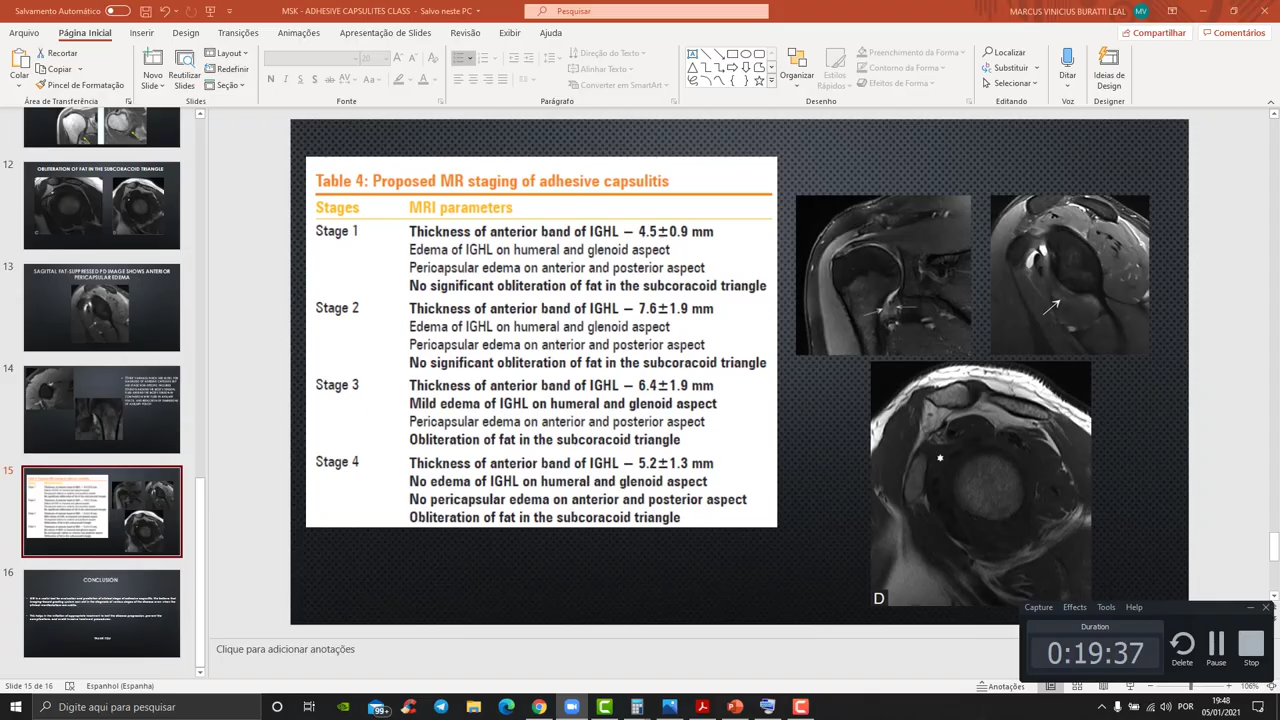 Salvamento Automático
MSK - ADHESIVE CAPSULITES CLASS - Salvo neste PC
Pesquisar
MARCUS VINICIUS BURATTI LEAL
MV
Arquivo
Página Inicial
Inserir
Design
Transições
Animações
Apresentação de Slides
Revisão
Exibir
Ajuda
Compartilhar
Comentários
Colar
Recortar
Copiar
Pincel de Formatação
Área de Transferência
Novo Slide
Reutilizar Slides
Layout
Redefinir
Seção
Slides
20
N I S S ab AV Aa
Fonte
Direção do Texto
Alinhar Texto
Converter em SmartArt
Parágrafo
Organizar
Estilos Rápidos
Preenchimento da Forma
Contorno da Forma
Efeitos de Forma
Desenho
Localizar
Substituir
Selecionar
Editando
Ditar
Voz
Ideias de Design
Designer
12
OBLITERATION OF FAT IN THE SUBCORACOID TRIANGLE
13
SAGITTAL FAT-SUPPRESSED PD IMAGE SHOWS ANTERIOR
PERICAPSULAR EDEMA
14
15
16
CONCLUSION
THANK YOU
Table 4: Proposed MR staging of adhesive capsulitis
Stages MRI parameters
Stage 1 Thickness of anterior band of IGHL — 4.5±0.9 mm
Edema of IGHL on humeral and glenoid aspect
Pericapsular edema on anterior and posterior aspect
No significant obliteration of fat in the subcoracoid triangle
Stage 2 Thickness of anterior band of IGHL — 7.6±1.9 mm
Edema of IGHL on humeral and glenoid aspect
Pericapsular edema on anterior and posterior aspect
No significant obliteration of fat in the subcoracoid triangle
Stage 3 Thickness of anterior band of IGHL — 6.4±1.9 mm
Mild edema of IGHL on humeral and glenoid aspect
Pericapsular edema on anterior and posterior aspect
Obliteration of fat in the subcoracoid triangle
Stage 4 Thickness of anterior band of IGHL — 5.2±1.3 mm
No edema of IGHL on humeral and glenoid aspect
No pericapsular edema on anterior and posterior aspect
Obliteration of fat in the subcoracoid triangle
D
Clique para adicionar anotações
Capture Effects Tools Help
Duration
0:19:37
Delete
Pause
Stop
Slide 15 de 16
Espanhol (Espanha)
Anotações
106%
Digite aqui para pesquisar
99+
POR
19:48
05/01/2021